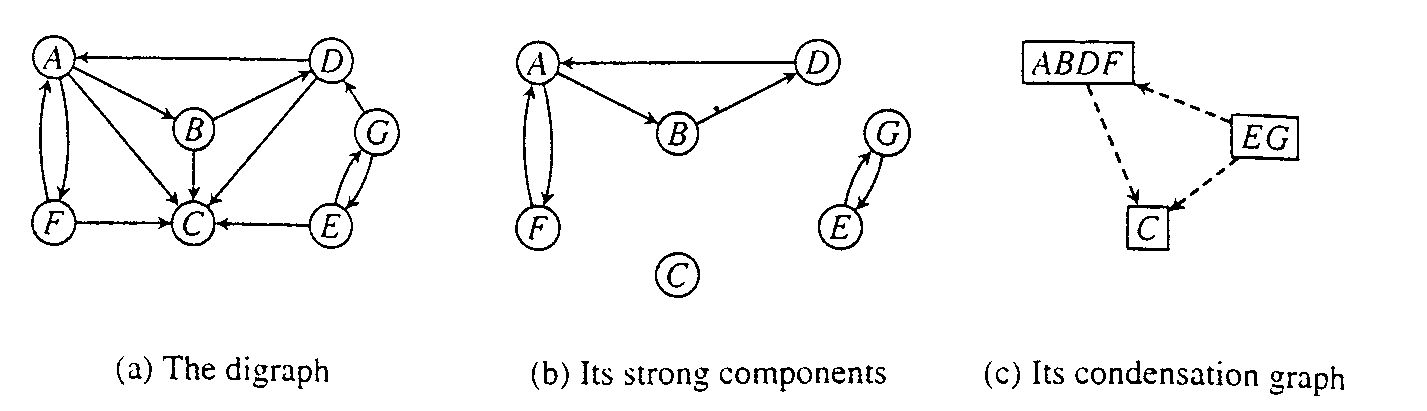 A
D
B
G
F
C
E
A
D
B
G
F
E
C
ABDF
EG
C
(a) The digraph
(b) Its strong components
(c) Its condensation graph